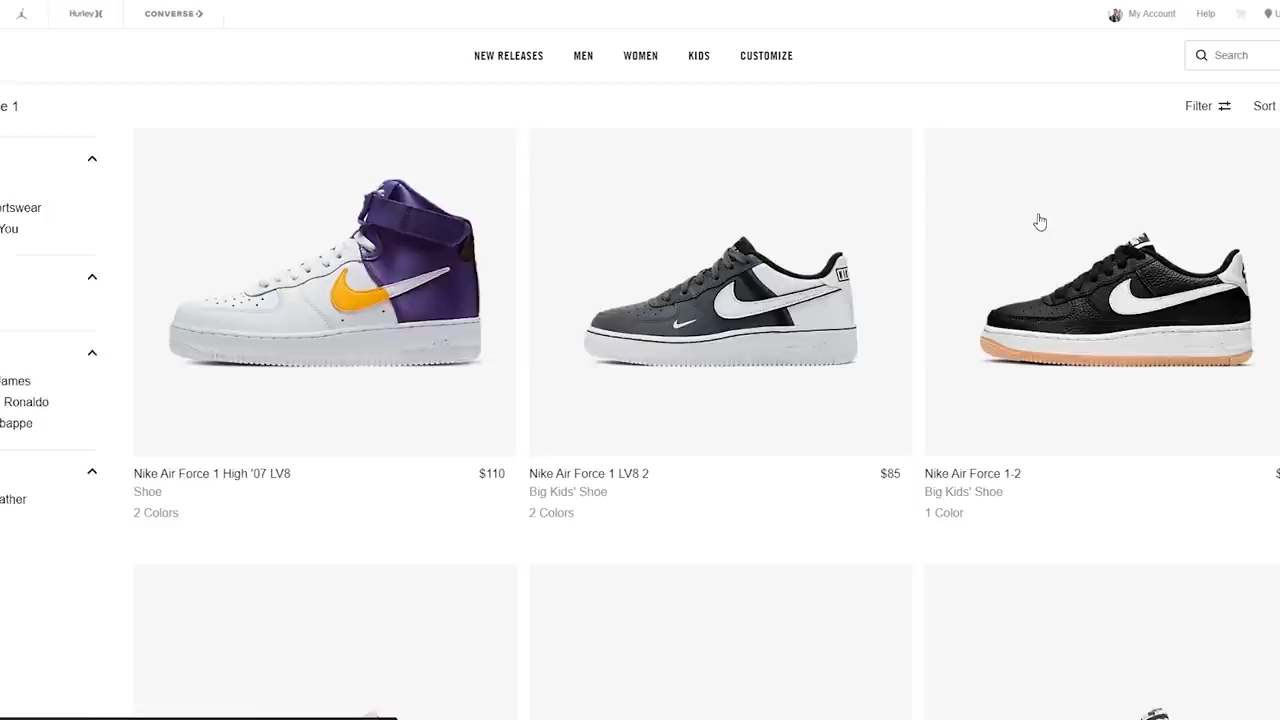 Hurley
CONVERSE
My Account
Help
NEW RELEASES
MEN
WOMEN
KIDS
CUSTOMIZE
Search
e 1
Filter
Sort
rtswear
You
James
Ronaldo
bappe
ather
Nike Air Force 1 High '07 LV8
$110
Shoe
2 Colors
Nike Air Force 1 LV8 2
$85
Big Kids' Shoe
2 Colors
Nike Air Force 1-2
$
Big Kids' Shoe
1 Color